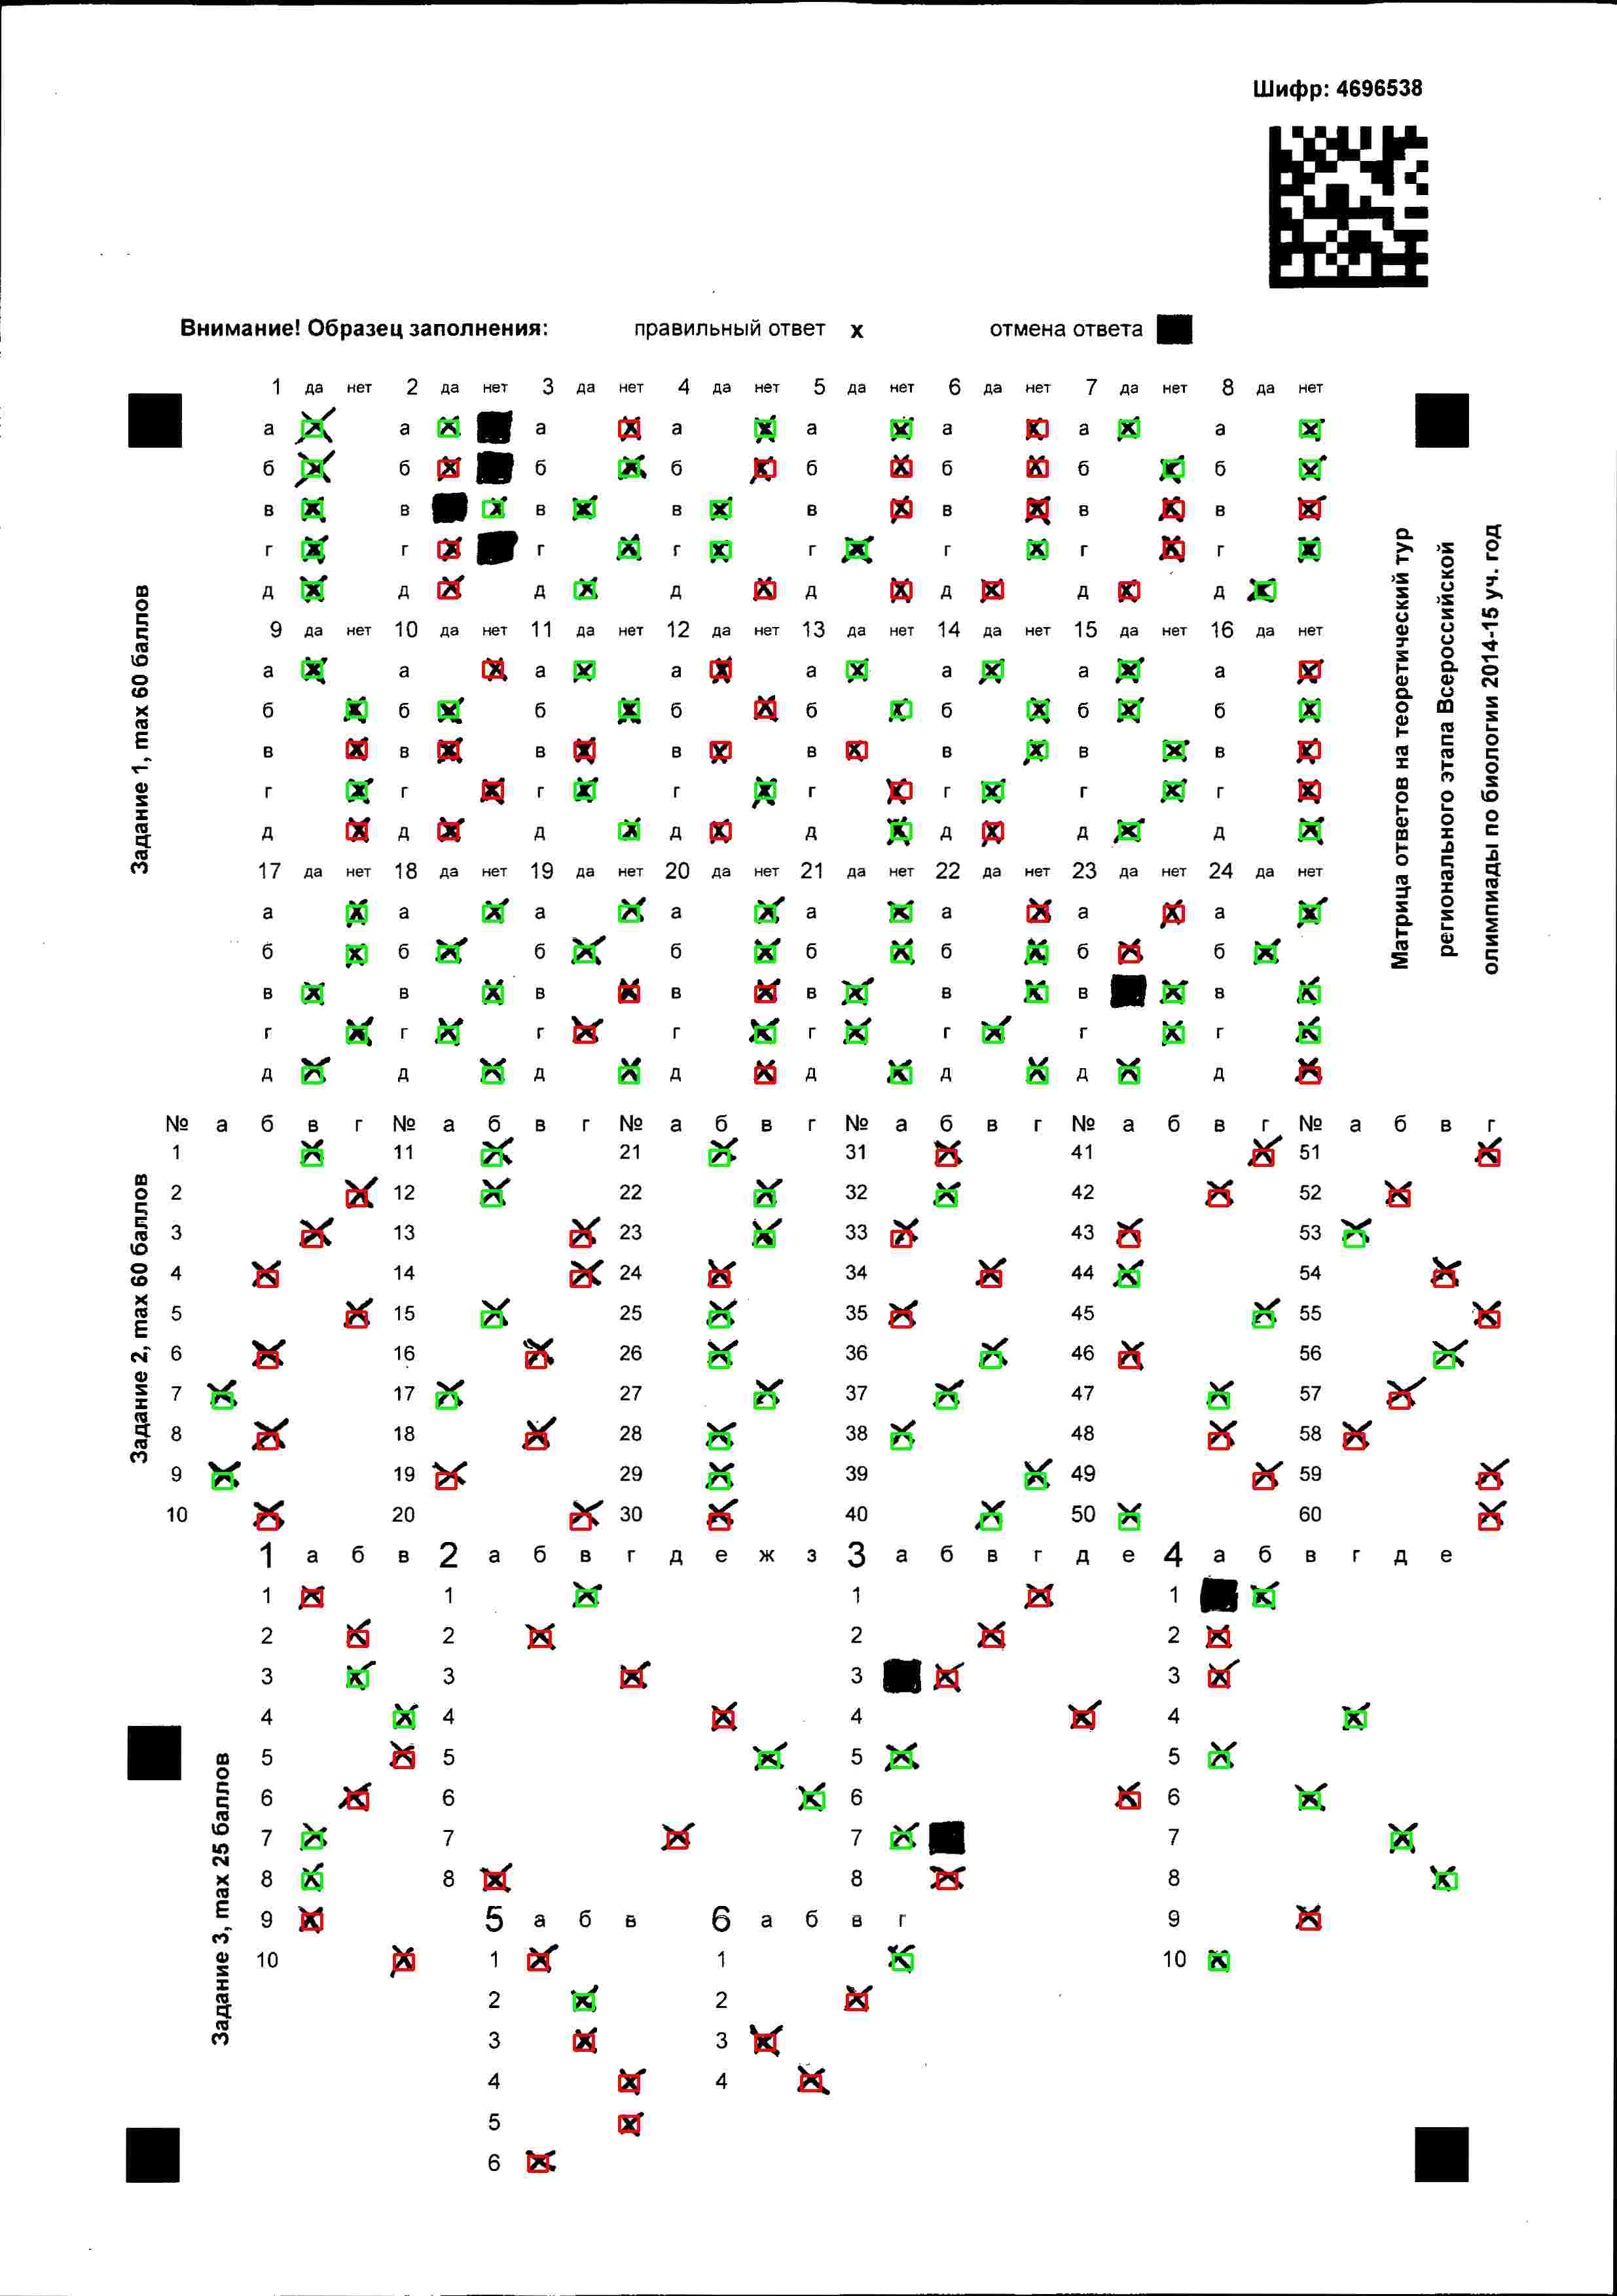 Шифр: 4696538
Внимание! Образец заполнения: правильный ответ х отмена ответа
Матрица ответов на теоретический тур
регионального этапа Всероссийской
олимпиады по биологии 2014-15 уч. год
Задание 1, max 60 баллов
1 да нет 2 да нет 3 да нет 4 да нет 5 да нет 6 да нет 7 да нет 8 да нет
а а а а а а а а
б б б б б б б б
в в в в в в в в
г г г г г г г г
д д д д д д д д
9 да нет 10 да нет 11 да нет 12 да нет 13 да нет 14 да нет 15 да нет 16 да нет
а а а а а а а а
б б б б б б б б
в в в в в в в в
г г г г г г г г
д д д д д д д д
17 да нет 18 да нет 19 да нет 20 да нет 21 да нет 22 да нет 23 да нет 24 да нет
а а а а а а а а
б б б б б б б б
в в в в в в в в
г г г г г г г г
д д д д д д д д
Задание 2, max 60 баллов
№ а б в г № а б в г № а б в г № а б в г № а б в г № а б в г
1 11 21 31 41 51
2 12 22 32 42 52
3 13 23 33 43 53
4 14 24 34 44 54
5 15 25 35 45 55
6 16 26 36 46 56
7 17 27 37 47 57
8 18 28 38 48 58
9 19 29 39 49 59
10 20 30 40 50 60
Задание 3, max 25 баллов
1 а б в 2 а б в г д е ж з 3 а б в г д е 4 а б в г д е
1 1 1 1
2 2 2 2
3 3 3 3
4 4 4 4
5 5 5 5
6 6 6 6
7 7 7 7
8 8 8 8
9 5 а б в 6 а б в г 9
10 1 1 10
2 2
3 3
4 4
5
6